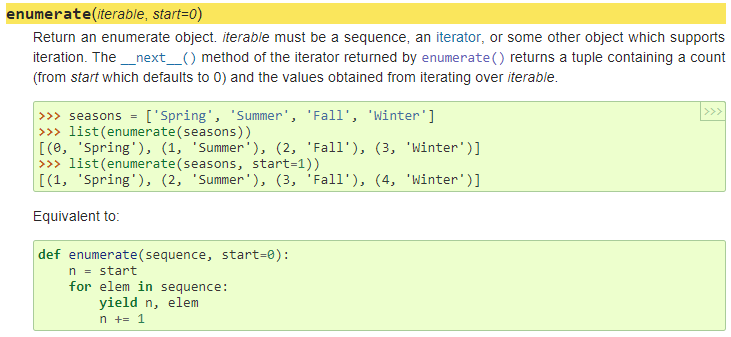 enumerate(iterable, start=0)
Return an enumerate object. iterable must be a sequence, an iterator, or some other object which supports
iteration. The __next__() method of the iterator returned by enumerate() returns a tuple containing a count
(from start which defaults to 0) and the values obtained from iterating over iterable.
>>> seasons = ['Spring', 'Summer', 'Fall', 'Winter']
>>>
>>> list(enumerate(seasons))
[(0, 'Spring'), (1, 'Summer'), (2, 'Fall'), (3, 'Winter')]
>>> list(enumerate(seasons, start=1))
[(1, 'Spring'), (2, 'Summer'), (3, 'Fall'), (4, 'Winter')]
Equivalent to:
def enumerate(sequence, start=0):
    n = start
    for elem in sequence:
        yield n, elem
        n += 1